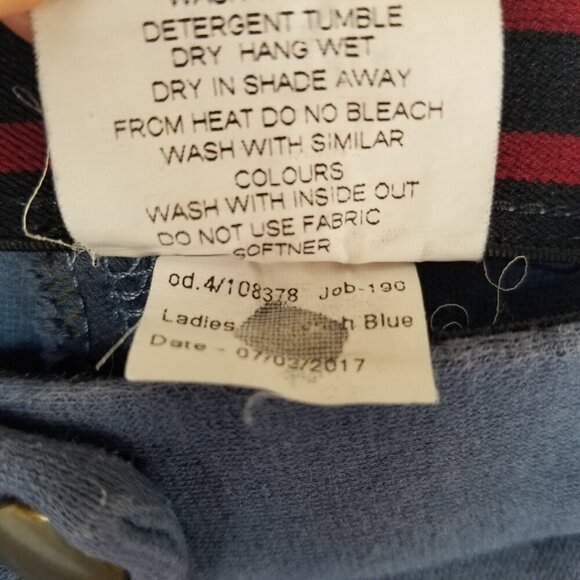 DETERGENT TUMBLE
DRY HANG WET
DRY IN SHADE AWAY
FROM HEAT DO NO BLEACH
WASH WITH SIMILAR
COLOURS
WASH WITH INSIDE OUT
DO NOT USE FABRIC
SOFTNER
od.4/108378 Job-190
Ladies Blue
Date - 07/03/2017